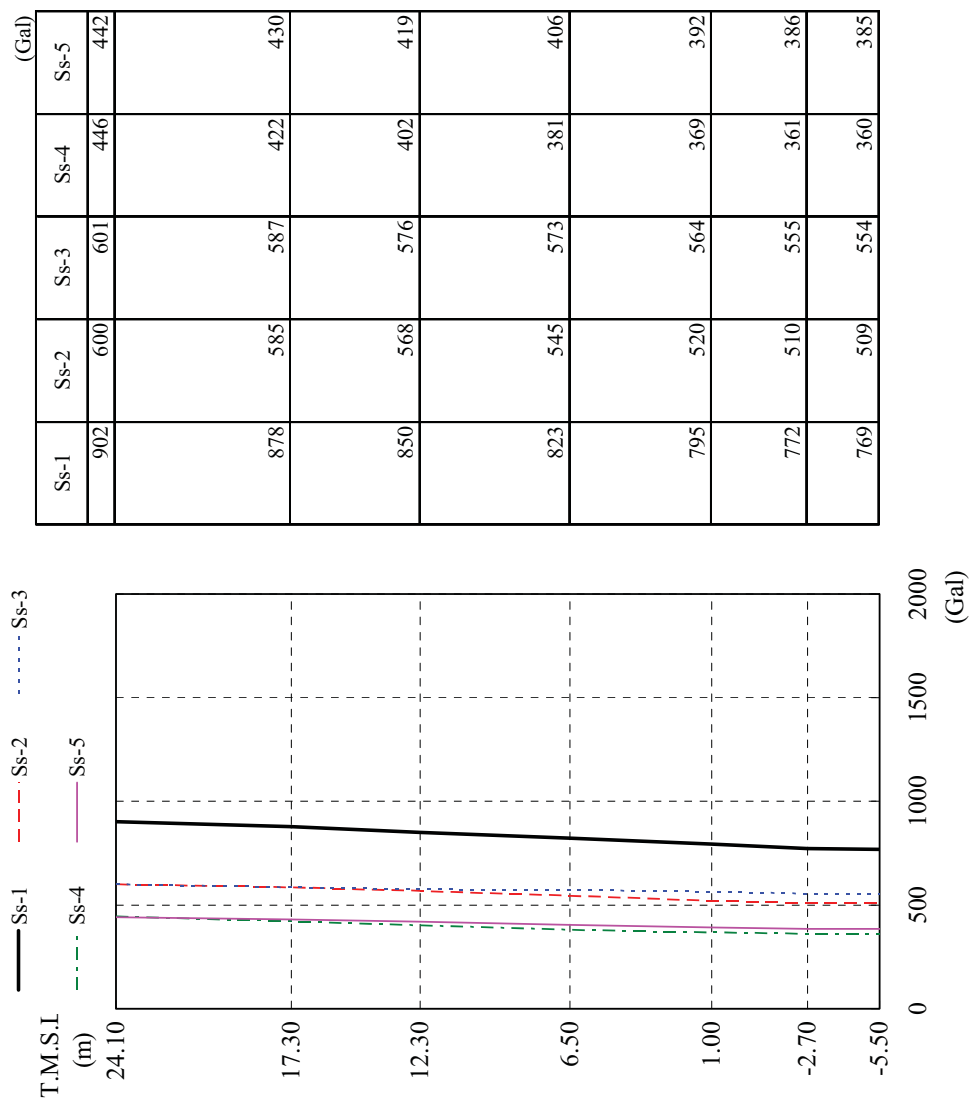 Ss-1 Ss-2 Ss-3
Ss-4 Ss-5
T.M.S.L
(m)
24.10
17.30
12.30
6.50
1.00
-2.70
-5.50
0 500 1000 1500 2000
(Gal)
(Gal)
Ss-1 Ss-2 Ss-3 Ss-4 Ss-5
902 600 601 446 442
878 585 587 422 430
850 568 576 402 419
823 545 573 381 406
795 520 564 369 392
772 510 555 361 386
769 509 554 360 385